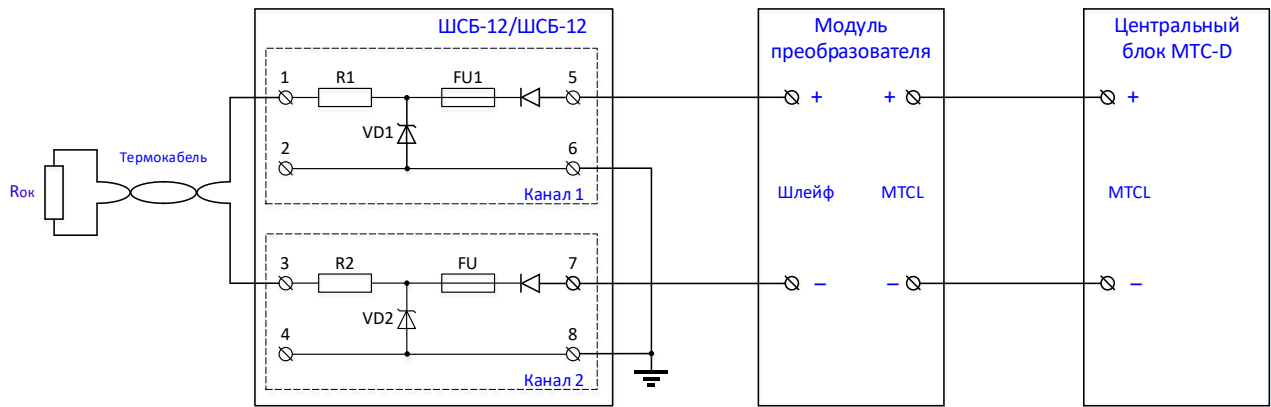 ШСБ-12/ШСБ-12
Модуль
преобразователя
Центральный
блок МТС-D
1
R1
FU1
5
+
+
+
VD1
2
6
Канал 1
Rок
Термокабель
Шлейф
MTCL
MTCL
3
R2
FU
7
–
–
–
VD2
4
8
Канал 2